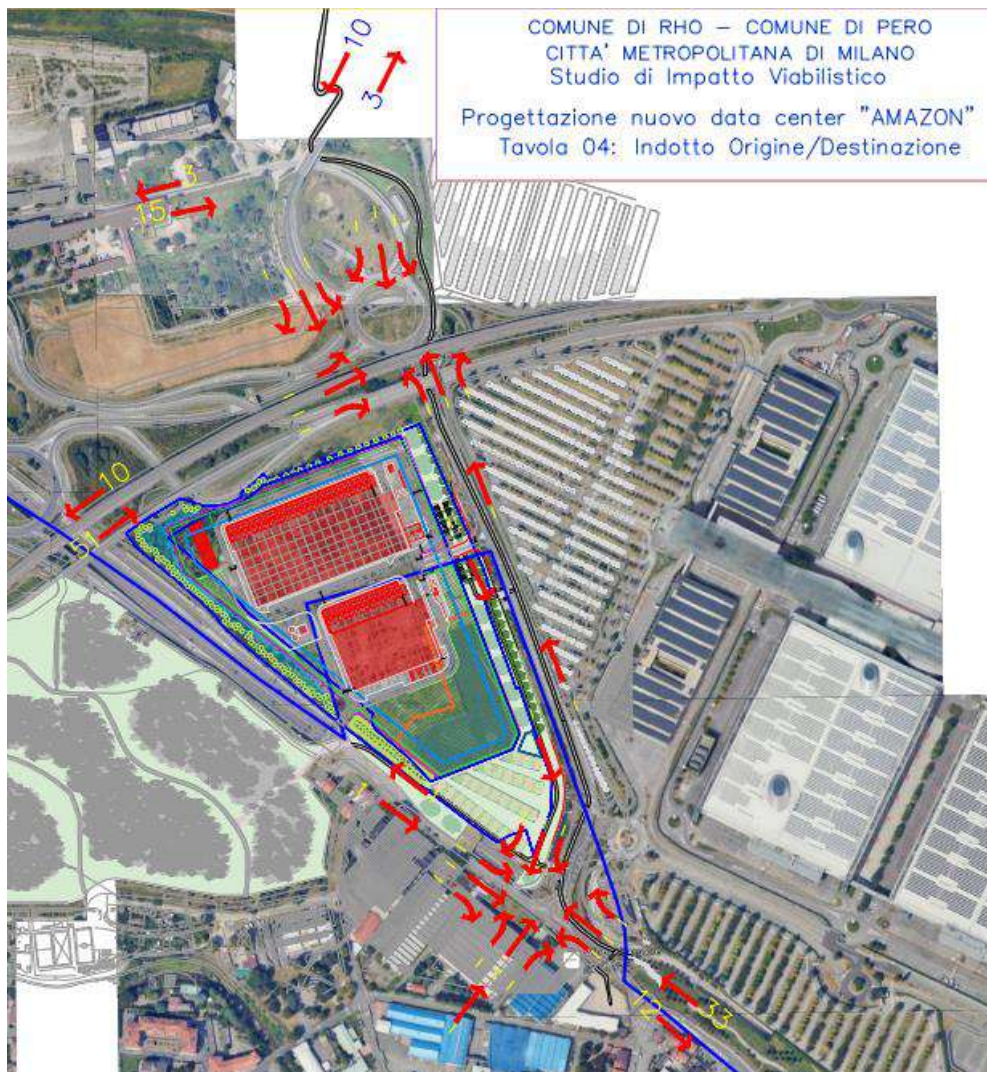 COMUNE DI RHO – COMUNE DI PERO
CITTA' METROPOLITANA DI MILANO
Studio di Impatto Viabilistico
Progettazione nuovo data center "AMAZON"
Tavola 04: Indotto Origine/Destinazione
10
3
3
15
10
51
33
12